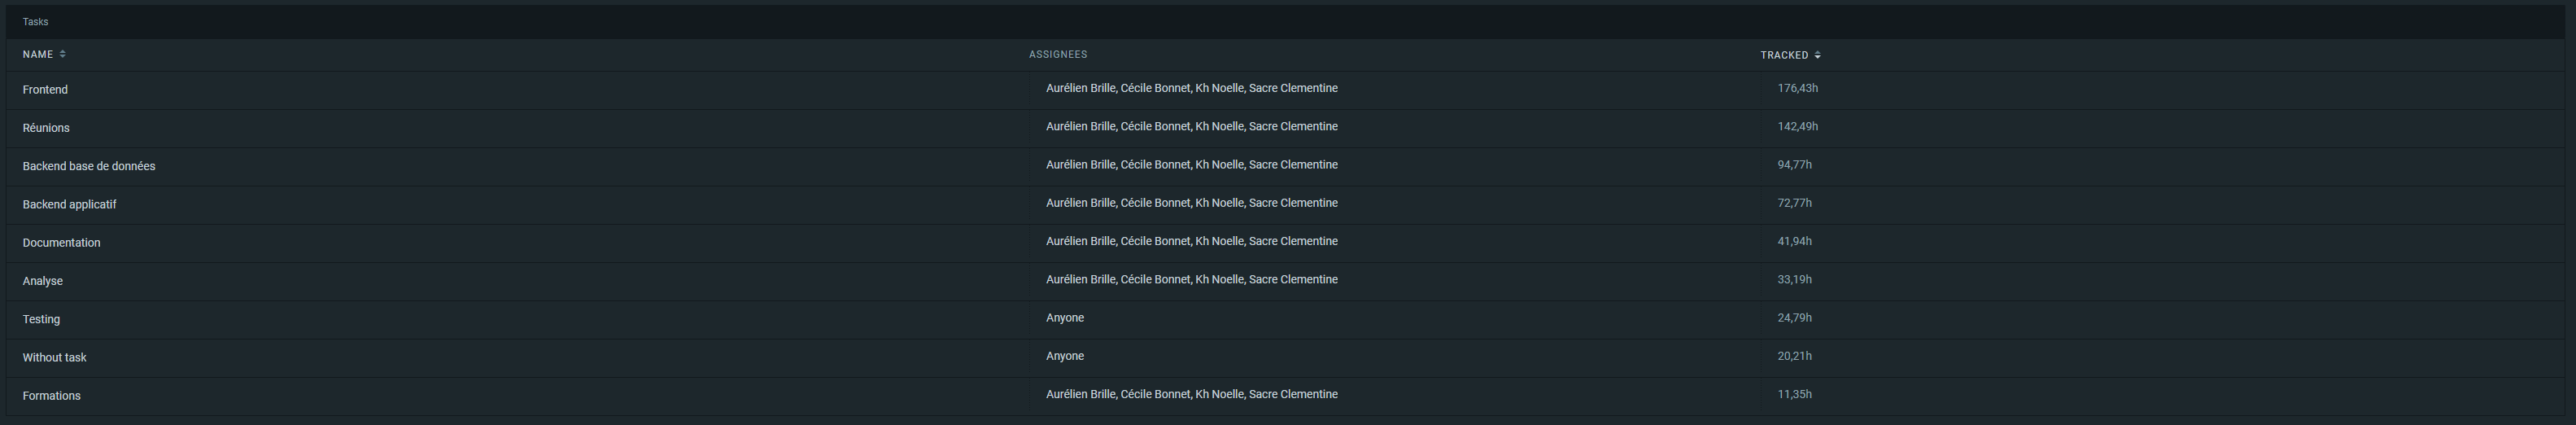 Tasks
NAME ASSIGNEES TRACKED
Frontend Aurélien Brille, Cécile Bonnet, Kh Noelle, Sacre Clementine 176,43h
Réunions Aurélien Brille, Cécile Bonnet, Kh Noelle, Sacre Clementine 142,49h
Backend base de données Aurélien Brille, Cécile Bonnet, Kh Noelle, Sacre Clementine 94,77h
Backend applicatif Aurélien Brille, Cécile Bonnet, Kh Noelle, Sacre Clementine 72,77h
Documentation Aurélien Brille, Cécile Bonnet, Kh Noelle, Sacre Clementine 41,94h
Analyse Aurélien Brille, Cécile Bonnet, Kh Noelle, Sacre Clementine 33,19h
Testing Anyone 24,79h
Without task Anyone 20,21h
Formations Aurélien Brille, Cécile Bonnet, Kh Noelle, Sacre Clementine 11,35h